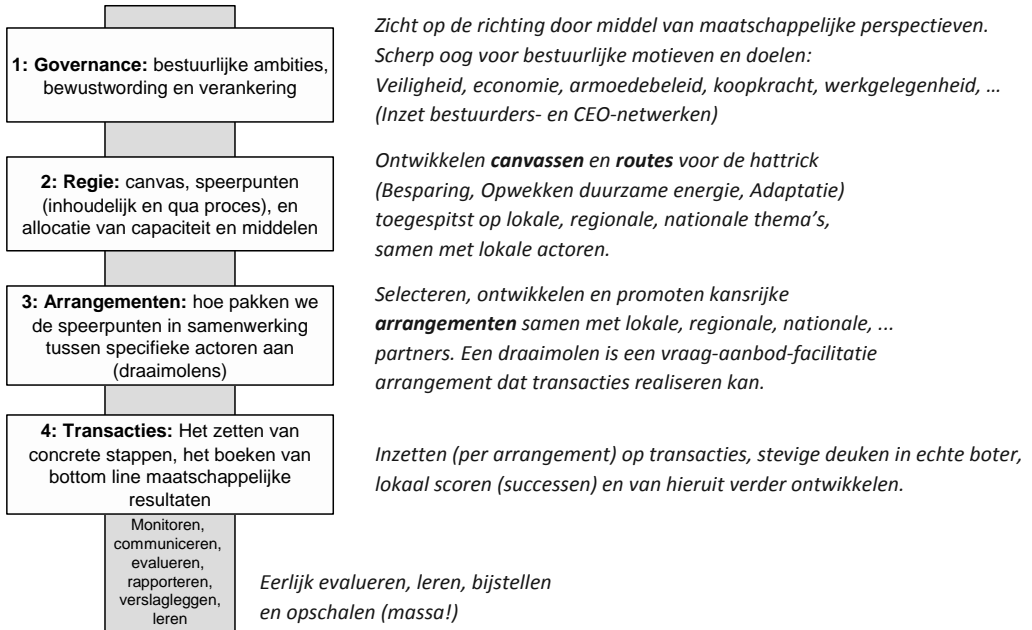 1: Governance: bestuurlijke ambities,
bewustwording en verankering
Zicht op de richting door middel van maatschappelijke perspectieven.
Scherp oog voor bestuurlijke motieven en doelen:
Veiligheid, economie, armoedebeleid, koopkracht, werkgelegenheid, ...
(Inzet bestuurders- en CEO-netwerken)
2: Regie: canvas, speerpunten
(inhoudelijk en qua proces), en
allocatie van capaciteit en middelen
Ontwikkelen canvassen en routes voor de hattrick
(Besparing, Opwekken duurzame energie, Adaptatie)
toegespitst op lokale, regionale, nationale thema's,
samen met lokale actoren.
3: Arrangementen: hoe pakken we
de speerpunten in samenwerking
tussen specifieke actoren aan
(draaimolens)
Selecteren, ontwikkelen en promoten kansrijke
arrangementen samen met lokale, regionale, nationale, ...
partners. Een draaimolen is een vraag-aanbod-facilitatie
arrangement dat transacties realiseren kan.
4: Transacties: Het zetten van
concrete stappen, het boeken van
bottom line maatschappelijke
resultaten
Inzetten (per arrangement) op transacties, stevige deuken in echte boter,
lokaal scoren (successen) en van hieruit verder ontwikkelen.
Monitoren,
communiceren,
evalueren,
rapporteren,
verslagleggen,
leren
Eerlijk evalueren, leren, bijstellen
en opschalen (massa!)